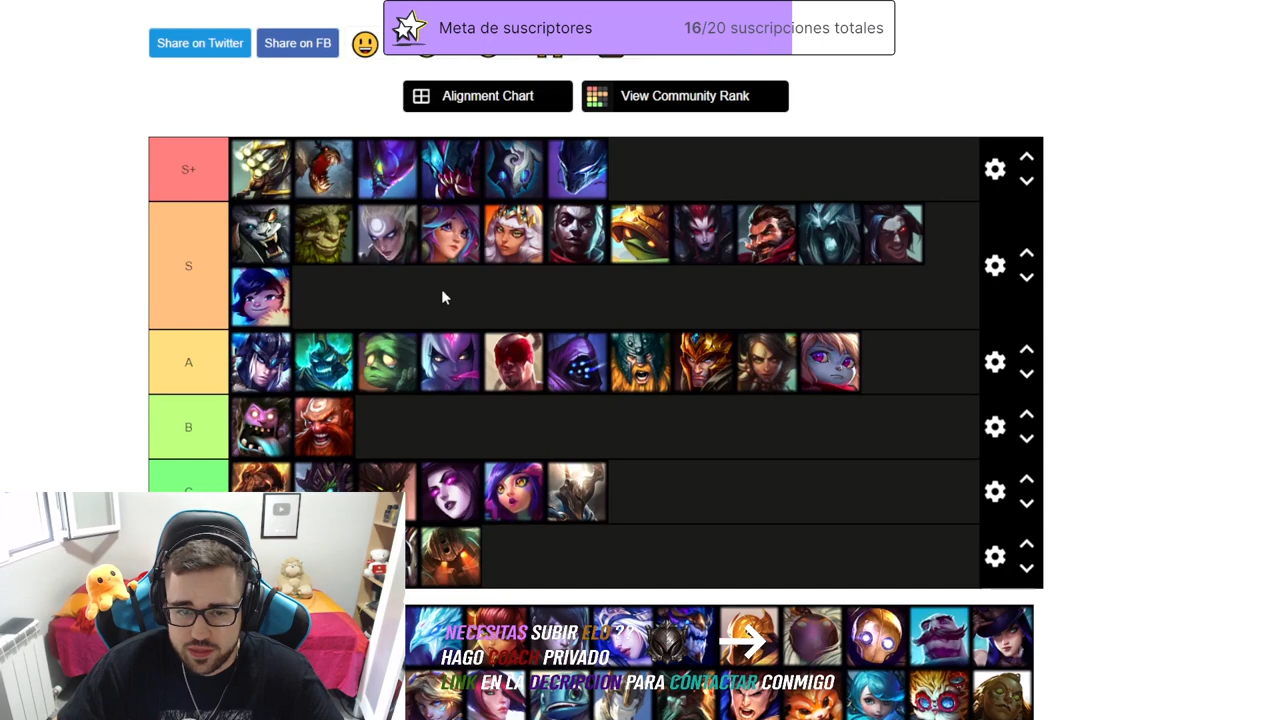 Share on Twitter
Share on FB
Meta de suscriptores
16/20 suscripciones totales
Alignment Chart
View Community Rank
S+
S
A
B
C
NECESITAS SUBIR ELO ??
HAGO COACH PRIVADO
LINK EN LA DECRIPCION PARA CONTACTAR CONMIGO